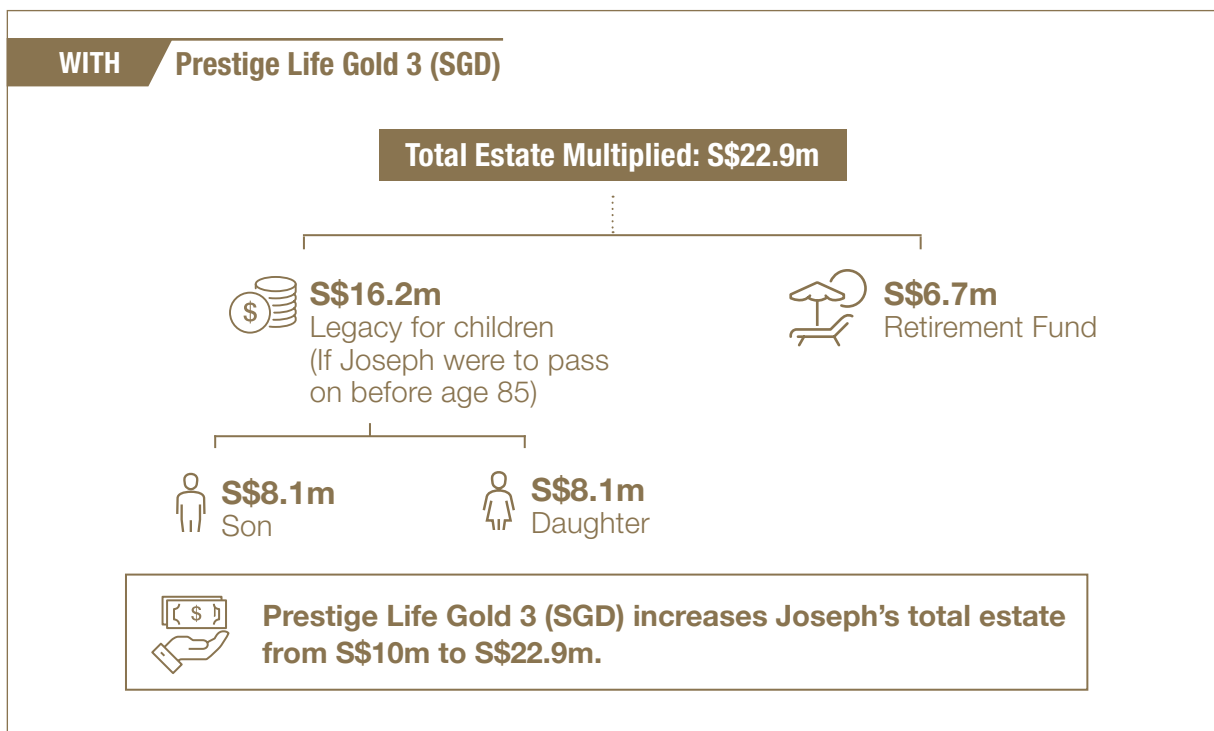 WITH Prestige Life Gold 3 (SGD)
Total Estate Multiplied: S$22.9m
$
S$16.2m
Legacy for children
(If Joseph were to pass
on before age 85)
S$6.7m
Retirement Fund
S$8.1m
Son
S$8.1m
Daughter
$
Prestige Life Gold 3 (SGD) increases Joseph’s total estate
from S$10m to S$22.9m.